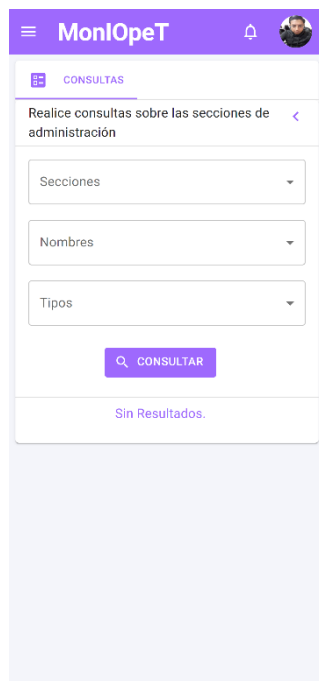 MonIOpeT
CONSULTAS
Realice consultas sobre las secciones de
administración
Secciones
Nombres
Tipos
CONSULTAR
Sin Resultados.